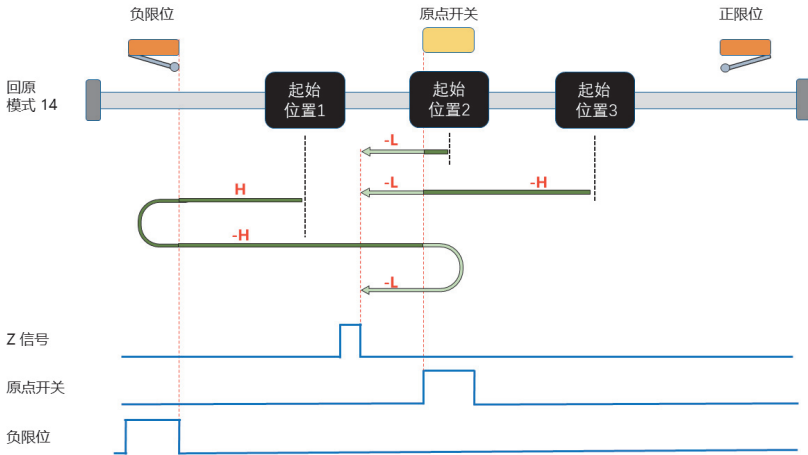 负限位
原点开关
正限位
回原
模式 14
起始
位置1
起始
位置2
起始
位置3
-L
-L
-H
H
-H
-L
Z 信号
原点开关
负限位